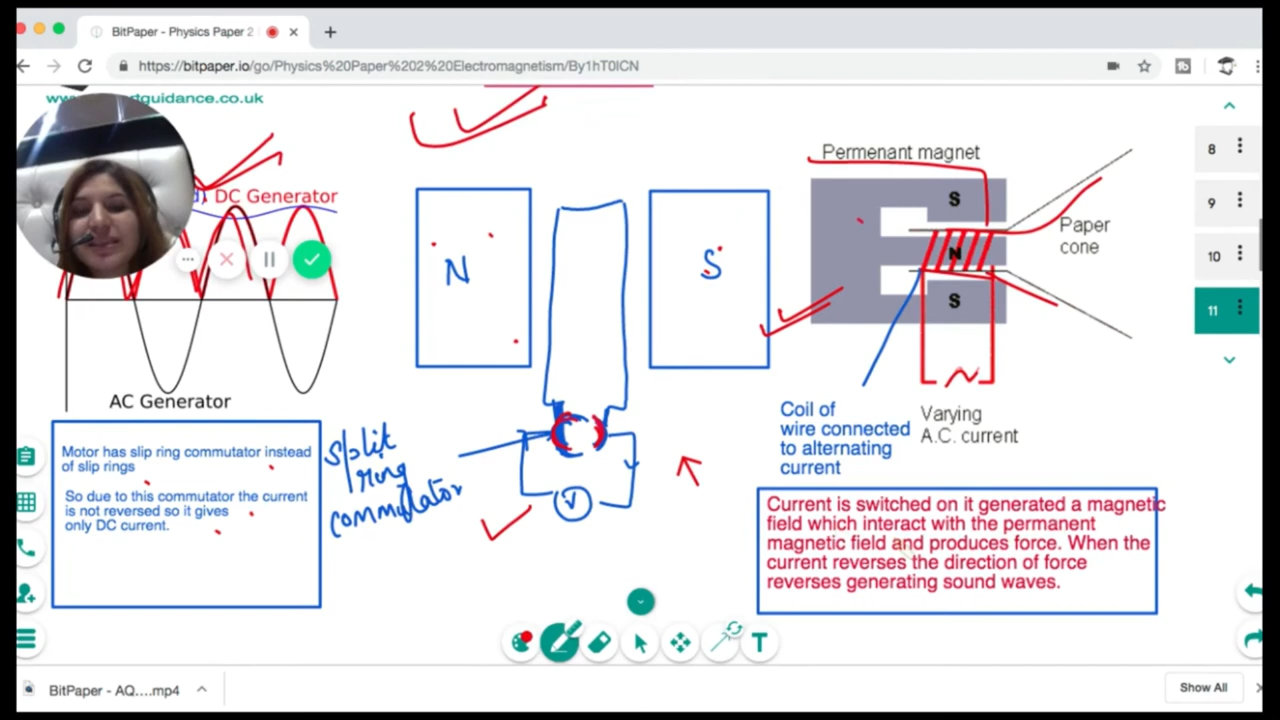 BitPaper - Physics Paper 2
https://bitpaper.io/go/Physics%20Paper%202%20Electromagnetism/By1hT0ICN
dguidance.co.uk
DC Generator
AC Generator
N
S
Permenant magnet
S
N
S
Paper
cone
8
9
10
11
Coil of
wire connected
to alternating
current
Varying
A.C. current
Motor has slip ring commutator instead
of slip rings
So due to this commutator the current
is not reversed so it gives
only DC current.
split
ring
commutator
V
Current is switched on it generated a magnetic
field which interact with the permanent
magnetic field and produces force. When the
current reverses the direction of force
reverses generating sound waves.
T
BitPaper - AQ....mp4
Show All